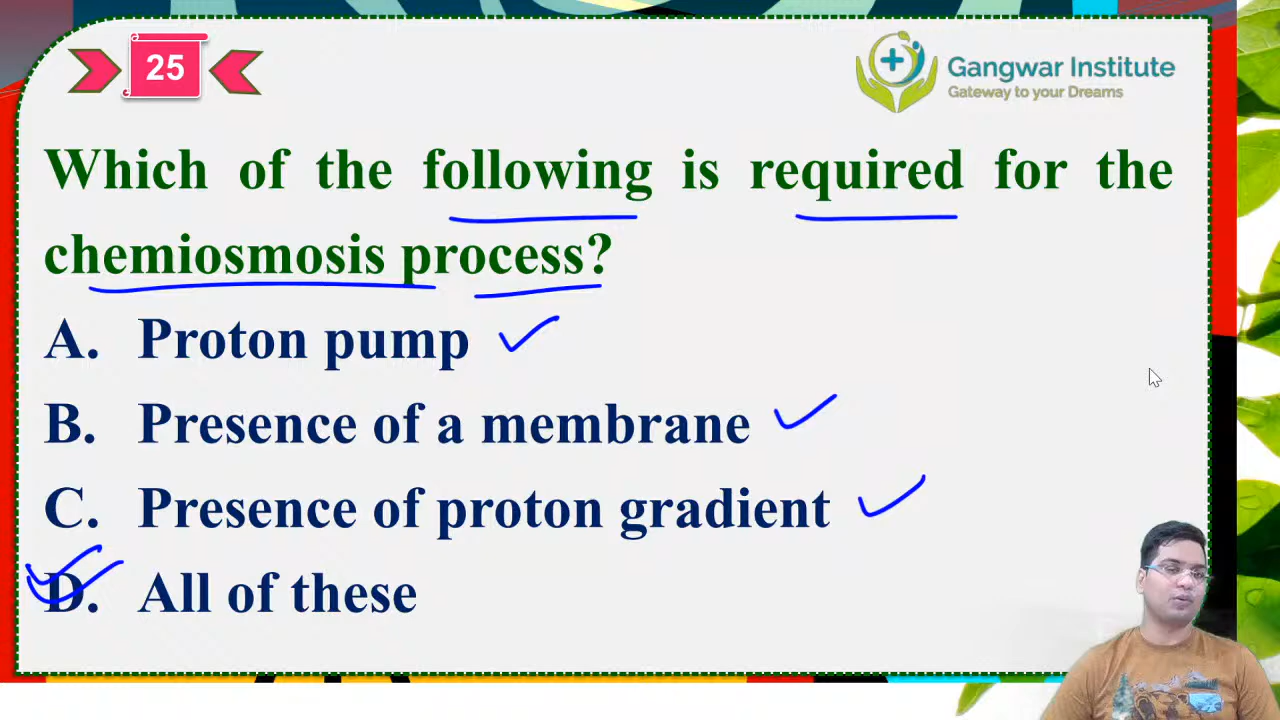 25
Gangwar Institute
Gateway to your Dreams
Which of the following is required for the
chemiosmosis process?
A. Proton pump
B. Presence of a membrane
C. Presence of proton gradient
D. All of these